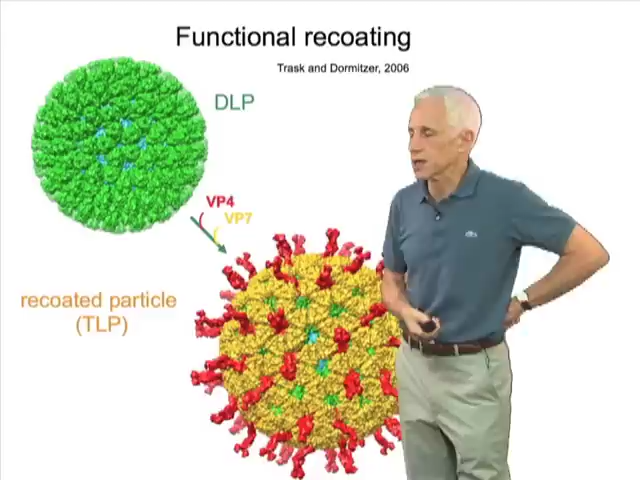 Functional recoating
Trask and Dormitzer, 2006
DLP
VP4
VP7
recoated particle
(TLP)